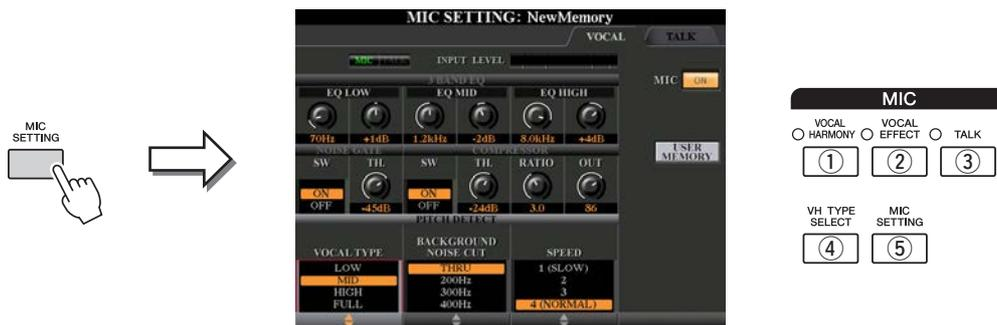 MIC
SETTING
MIC SETTING: NewMemory
VOCAL TALK
MIC TALK INPUT LEVEL
MIC ON
3 BAND EQ
EQ LOW EQ MID EQ HIGH
70Hz +1dB 1.2kHz -2dB 8.0kHz +4dB
NOISE GATE COMPRESSOR
SW TH. SW TH. RATIO OUT
ON ON
OFF -45dB OFF -24dB 3.0 86
USER
MEMORY
PITCH DETECT
VOCAL TYPE BACKGROUND
NOISE CUT SPEED
LOW THRU 1 (SLOW)
MID 200Hz 2
HIGH 300Hz 3
FULL 400Hz 4 (NORMAL)
MIC
VOCAL
HARMONY VOCAL
EFFECT TALK
① ② ③
VH TYPE
SELECT MIC
SETTING
④ ⑤